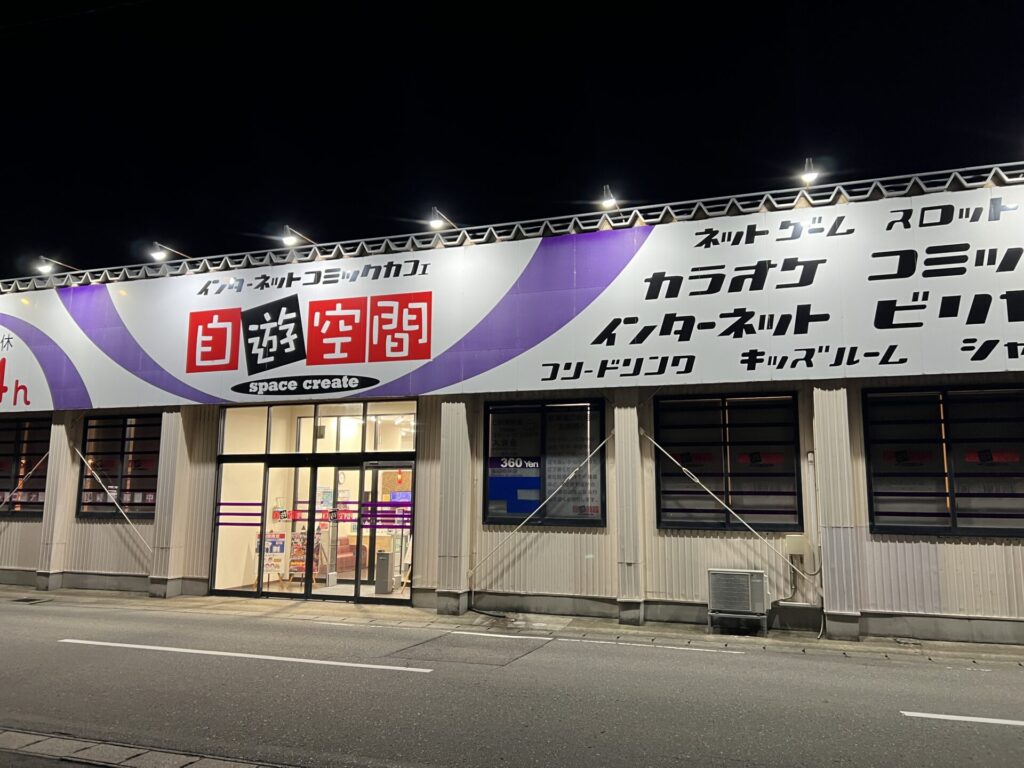 休
4h
インターネットコミックカフェ
自遊空間
space create
ネットゲーム スロット
カラオケ コミッ
インターネット ビリヤ
フリードリンク キッズルーム シャ
360 Yen